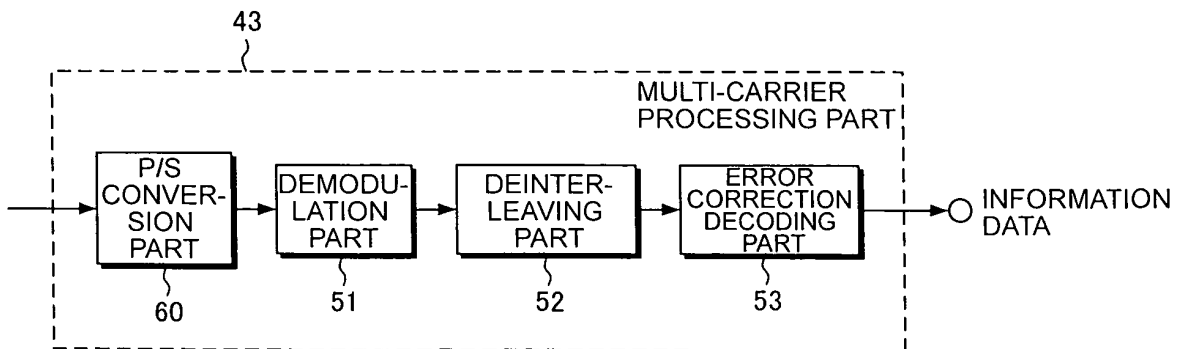 43
MULTI-CARRIER
PROCESSING PART
P/S
CONVER-
SION
PART
DEMODU-
LATION
PART
DEINTER-
LEAVING
PART
ERROR
CORRECTION
DECODING
PART
INFORMATION
DATA
60
51
52
53